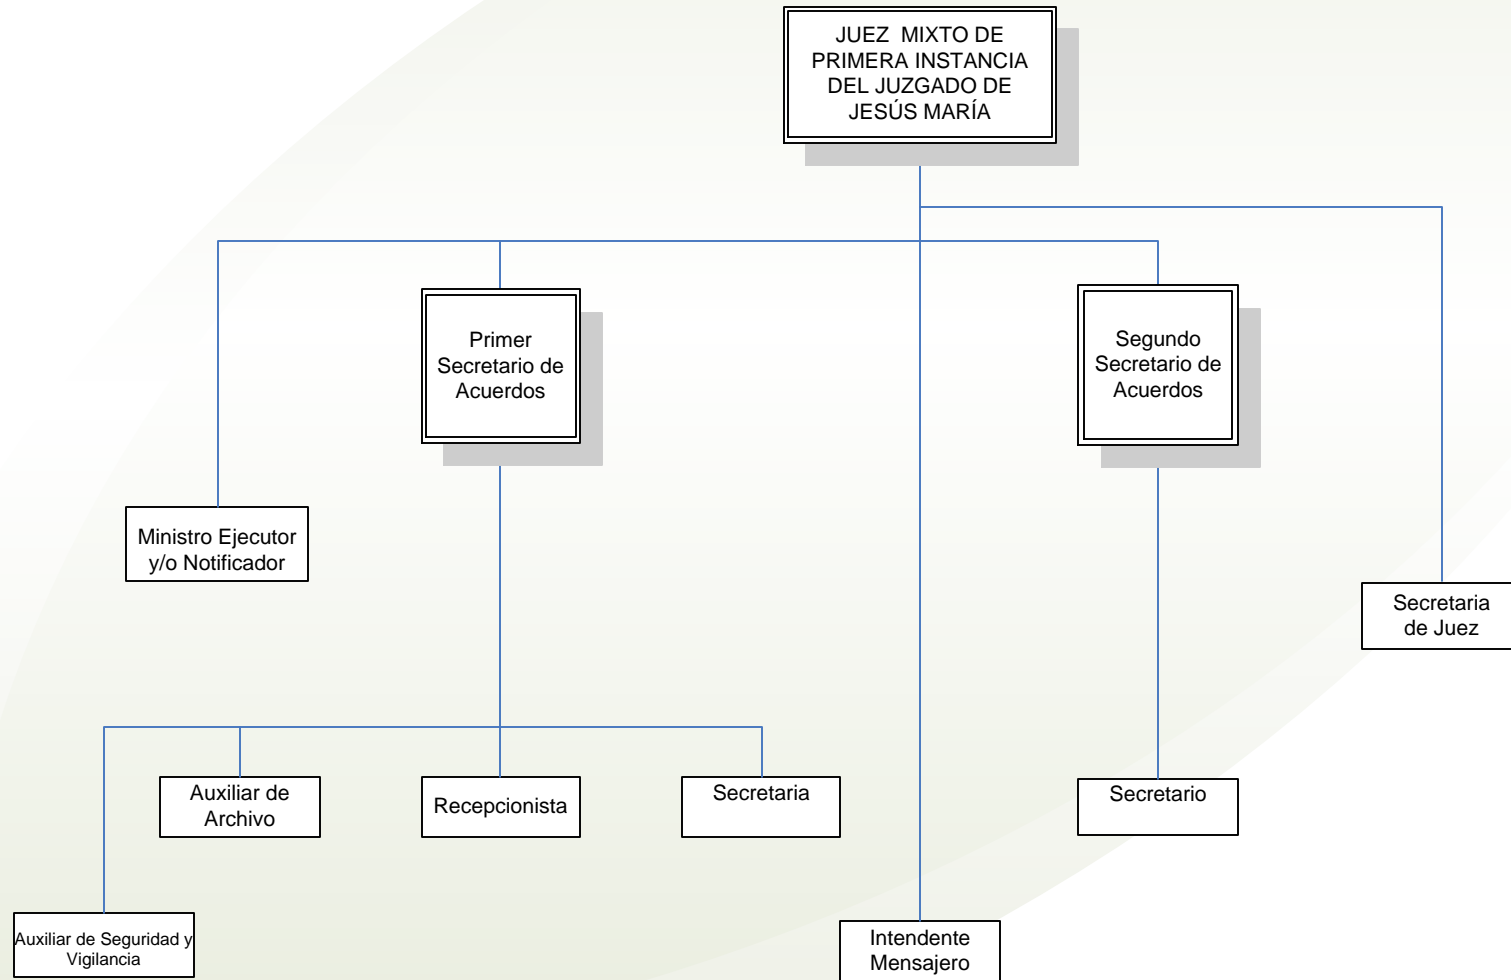 JUEZ MIXTO DE
PRIMERA INSTANCIA
DEL JUZGADO DE
JESÚS MARÍA
Primer
Secretario de
Acuerdos
Segundo
Secretario de
Acuerdos
Ministro Ejecutor
y/o Notificador
Secretaria
de Juez
Auxiliar de
Archivo
Recepcionista
Secretaria
Secretario
Auxiliar de Seguridad y
Vigilancia
Intendente
Mensajero